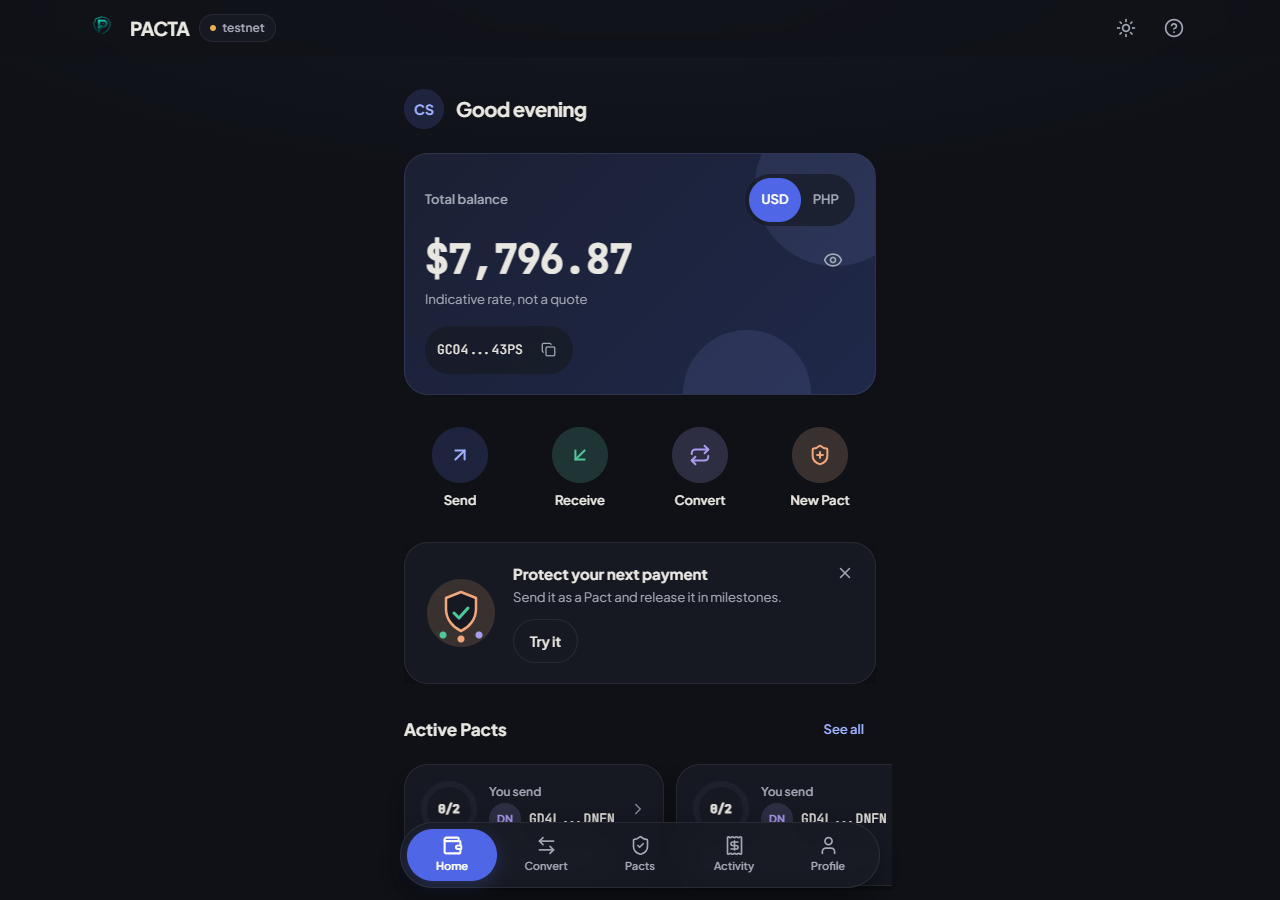 PACTA
testnet
CS
Good evening
Total balance
USD
PHP
$7,796.87
Indicative rate, not a quote
GCO4...43PS
Send
Receive
Convert
New Pact
Protect your next payment
Send it as a Pact and release it in milestones.
Try it
Active Pacts
See all
0/2
You send
DN
GD4L...DNFN
0/2
You send
DN
GD4L...DNFN
Home
Convert
Pacts
Activity
Profile